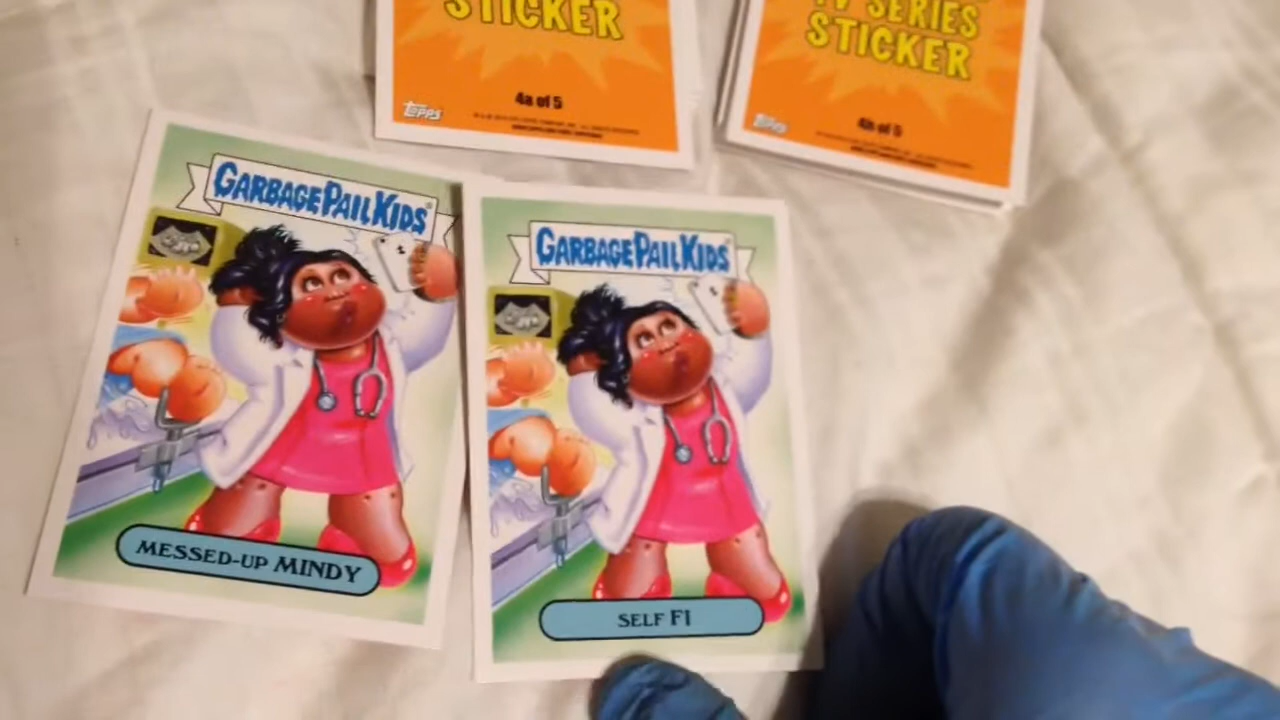 STICKER
4a of 5
Topps
TV SERIES
STICKER
4b of 5
Topps
GARBAGE PAIL KIDS
MESSED-UP MINDY
GARBAGE PAIL KIDS
SELF FI